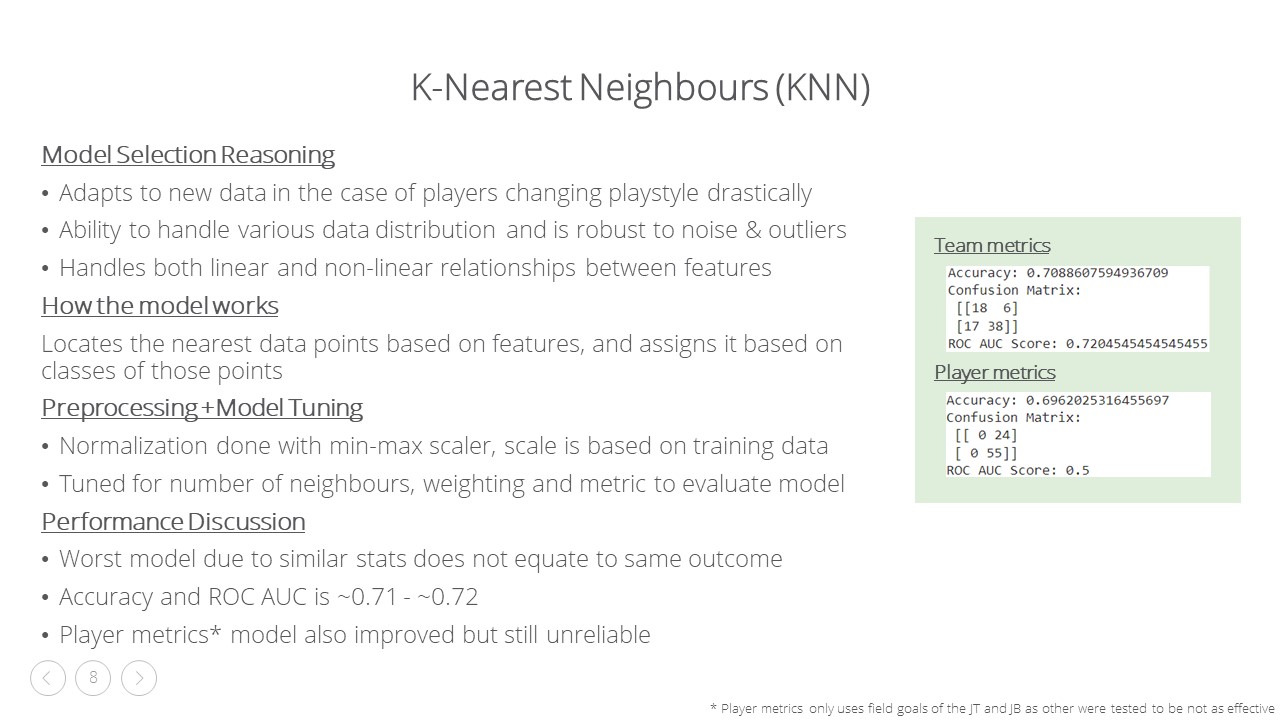 K-Nearest Neighbours (KNN)
Model Selection Reasoning
• Adapts to new data in the case of players changing playstyle drastically
• Ability to handle various data distribution and is robust to noise & outliers
• Handles both linear and non-linear relationships between features
How the model works
Locates the nearest data points based on features, and assigns it based on
classes of those points
Preprocessing + Model Tuning
• Normalization done with min-max scaler, scale is based on training data
• Tuned for number of neighbours, weighting and metric to evaluate model
Performance Discussion
• Worst model due to similar stats does not equate to same outcome
• Accuracy and ROC AUC is ~0.71 - ~0.72
• Player metrics* model also improved but still unreliable
Team metrics
Accuracy: 0.7088607594936709
Confusion Matrix:
[[18  6]
[17 38]]
ROC AUC Score: 0.7204545454545455
Player metrics
Accuracy: 0.6962025316455697
Confusion Matrix:
[[ 0 24]
[ 0 55]]
ROC AUC Score: 0.5
8
* Player metrics only uses field goals of the JT and JB as other were tested to be not as effective